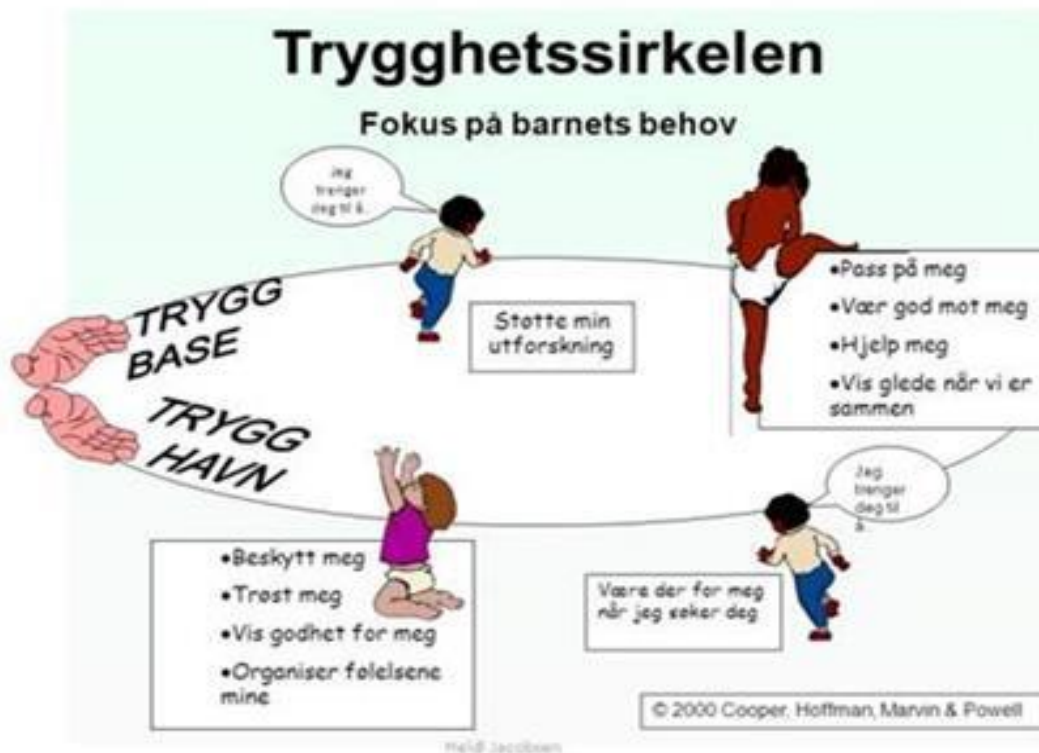 Trygghetssirkelen
Fokus på barnets behov
Jeg
trenger
deg til å..
TRYGG
BASE
Støtte min
utforskning
•Pass på meg
•Vær god mot meg
•Hjelp meg
•Vis glede når vi er
sammen
TRYGG
HAVN
Jeg
trenger
deg til
å..
•Beskytt meg
•Trøst meg
•Vis godhet for meg
•Organiser følelsene
mine
Være der for meg
når jeg søker deg
© 2000 Cooper, Hoffman, Marvin & Powell
Heidi Jacobsen